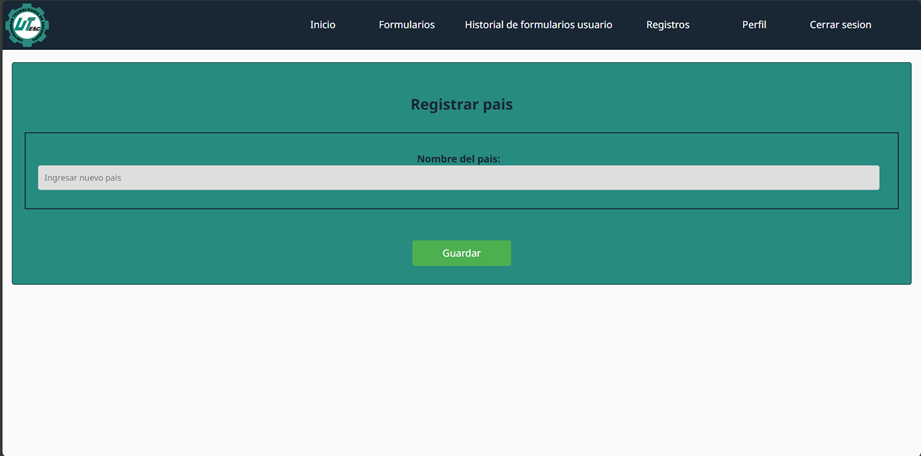 UT
IESC
Inicio Formularios Historial de formularios usuario Registros Perfil Cerrar sesion
Registrar pais
Nombre del pais:
Ingresar nuevo pais
Guardar